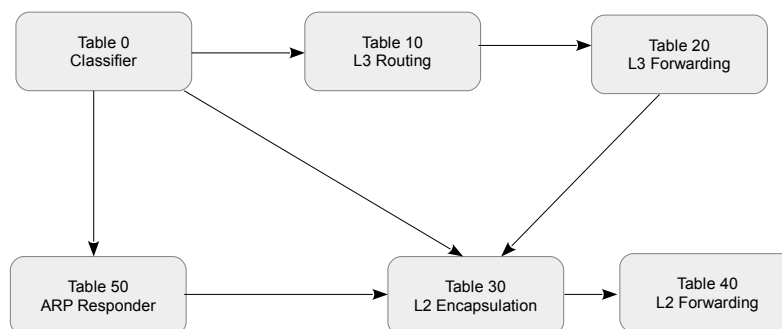 Table 0
Classifier
Table 10
L3 Routing
Table 20
L3 Forwarding
Table 50
ARP Responder
Table 30
L2 Encapsulation
Table 40
L2 Forwarding